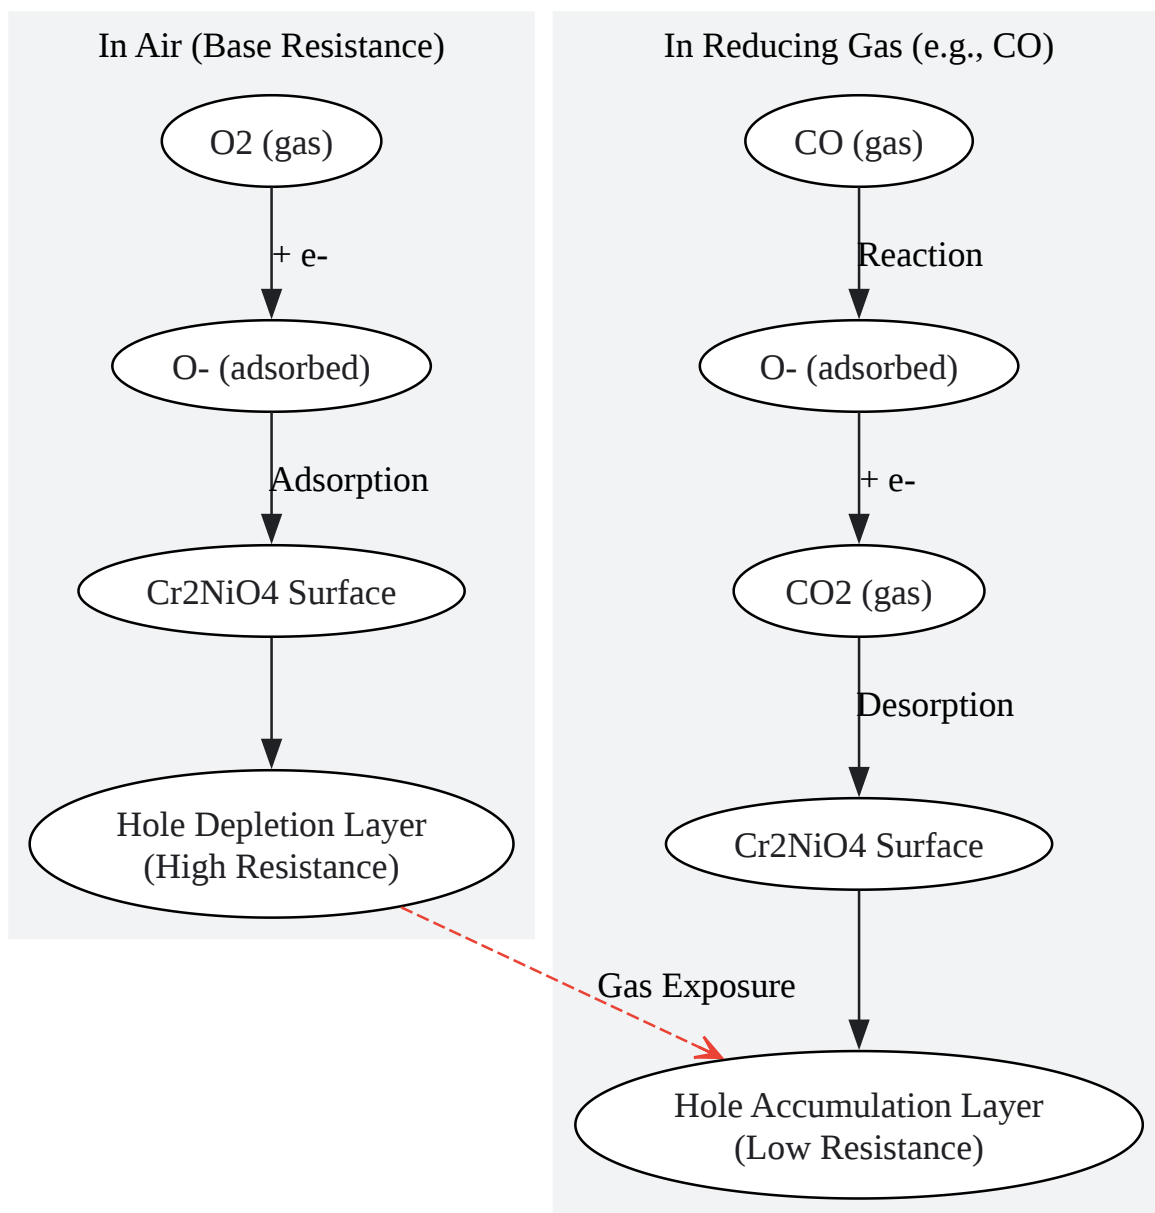 In Air (Base Resistance)
O2 (gas)
+ e-
O- (adsorbed)
Adsorption
Cr2NiO4 Surface
Hole Depletion Layer
(High Resistance)
In Reducing Gas (e.g., CO)
CO (gas)
Reaction
O- (adsorbed)
+ e-
CO2 (gas)
Desorption
Cr2NiO4 Surface
Gas Exposure
Hole Accumulation Layer
(Low Resistance)